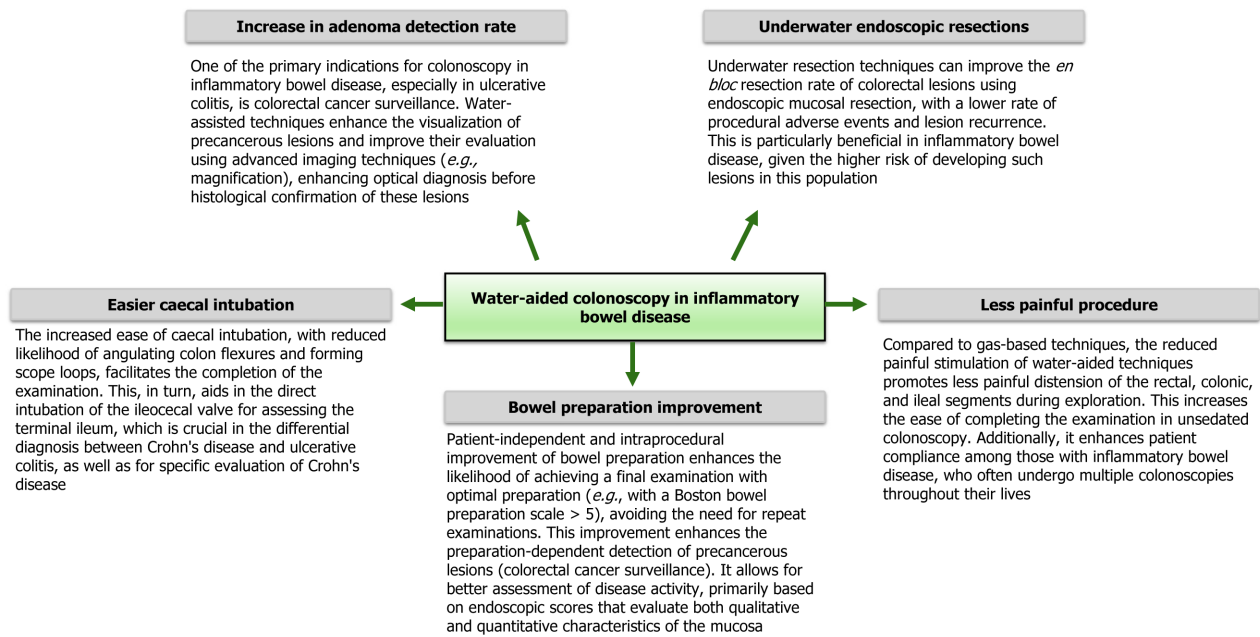 Increase in adenoma detection rate
One of the primary indications for colonoscopy in
inflammatory bowel disease, especially in ulcerative
colitis, is colorectal cancer surveillance. Water-
assisted techniques enhance the visualization of
precancerous lesions and improve their evaluation
using advanced imaging techniques (e.g.,
magnification), enhancing optical diagnosis before
histological confirmation of these lesions
Underwater endoscopic resections
Underwater resection techniques can improve the en
bloc resection rate of colorectal lesions using
endoscopic mucosal resection, with a lower rate of
procedural adverse events and lesion recurrence.
This is particularly beneficial in inflammatory bowel
disease, given the higher risk of developing such
lesions in this population
Water-aided colonoscopy in inflammatory
bowel disease
Easier caecal intubation
The increased ease of caecal intubation, with reduced
likelihood of angulating colon flexures and forming
scope loops, facilitates the completion of the
examination. This, in turn, aids in the direct
intubation of the ileocecal valve for assessing the
terminal ileum, which is crucial in the differential
diagnosis between Crohn's disease and ulcerative
colitis, as well as for specific evaluation of Crohn's
disease
Less painful procedure
Compared to gas-based techniques, the reduced
painful stimulation of water-aided techniques
promotes less painful distension of the rectal, colonic,
and ileal segments during exploration. This increases
the ease of completing the examination in unsedated
colonoscopy. Additionally, it enhances patient
compliance among those with inflammatory bowel
disease, who often undergo multiple colonoscopies
throughout their lives
Bowel preparation improvement
Patient-independent and intraprocedural
improvement of bowel preparation enhances the
likelihood of achieving a final examination with
optimal preparation (e.g., with a Boston bowel
preparation scale > 5), avoiding the need for repeat
examinations. This improvement enhances the
preparation-dependent detection of precancerous
lesions (colorectal cancer surveillance). It allows for
better assessment of disease activity, primarily based
on endoscopic scores that evaluate both qualitative
and quantitative characteristics of the mucosa